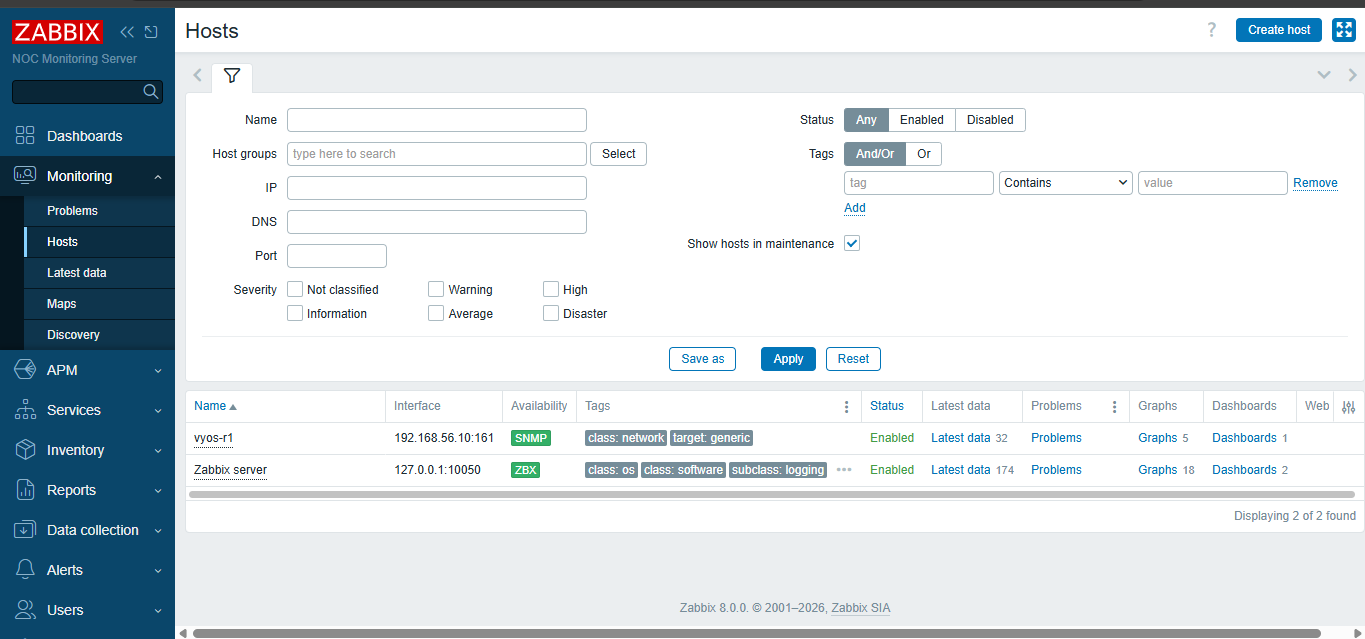 ZABBIX
NOC Monitoring Server
Dashboards
Monitoring
Problems
Hosts
Latest data
Maps
Discovery
APM
Services
Inventory
Reports
Data collection
Alerts
Users
Hosts
? Create host
Name
Host groups type here to search Select
IP
DNS
Port
Severity Not classified Warning High
Information Average Disaster
Status Any Enabled Disabled
Tags And/Or Or
tag Contains value Remove
Add
Show hosts in maintenance
Save as Apply Reset
Name Interface Availability Tags Status Latest data Problems Graphs Dashboards Web
vyos-r1 192.168.56.10:161 SNMP class: network target: generic Enabled Latest data 32 Problems Graphs 5 Dashboards 1
Zabbix server 127.0.0.1:10050 ZBX class: os class: software subclass: logging Enabled Latest data 174 Problems Graphs 18 Dashboards 2
Displaying 2 of 2 found
Zabbix 8.0.0. © 2001–2026, Zabbix SIA